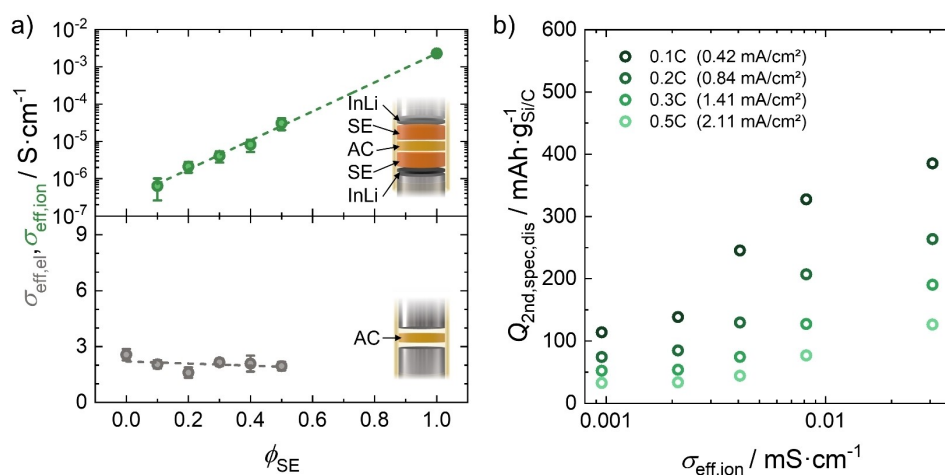 a)
σeff,el, σeff,ion / S·cm⁻¹
10⁻¹
10⁻²
10⁻³
10⁻⁴
10⁻⁵
10⁻⁶
10⁻⁷
InLi
SE
AC
SE
InLi
9
6
3
0
AC
0.0 0.2 0.4 0.6 0.8 1.0
ϕSE
b)
Q2nd,spec,dis / mAh·g⁻¹Si/C
600
500
400
300
200
100
0
0.1C (0.42 mA/cm²)
0.2C (0.84 mA/cm²)
0.3C (1.41 mA/cm²)
0.5C (2.11 mA/cm²)
0.001 0.01
σeff,ion / mS·cm⁻¹